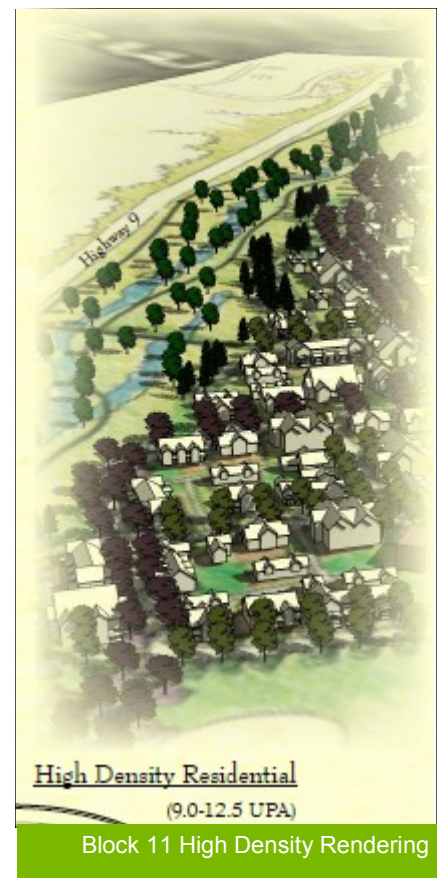 Highway 9
High Density Residential
(9.0-12.5 UPA)
Block 11 High Density Rendering